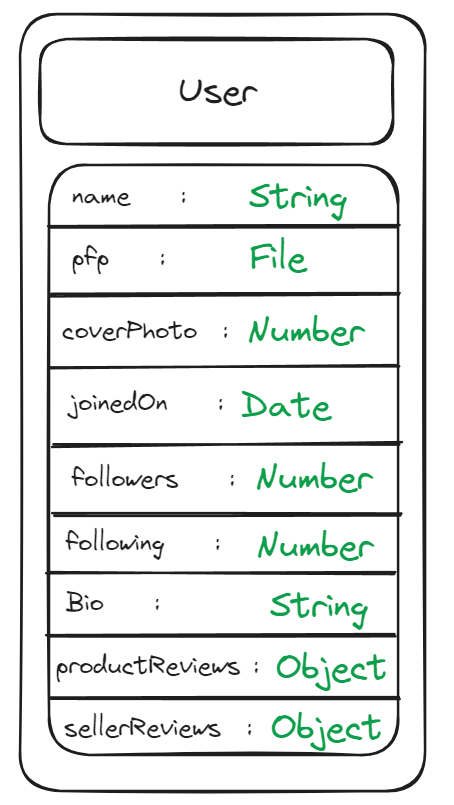 User
name : String
pfp : File
coverPhoto : Number
joinedOn : Date
followers : Number
following : Number
Bio : String
productReviews : Object
sellerReviews : Object